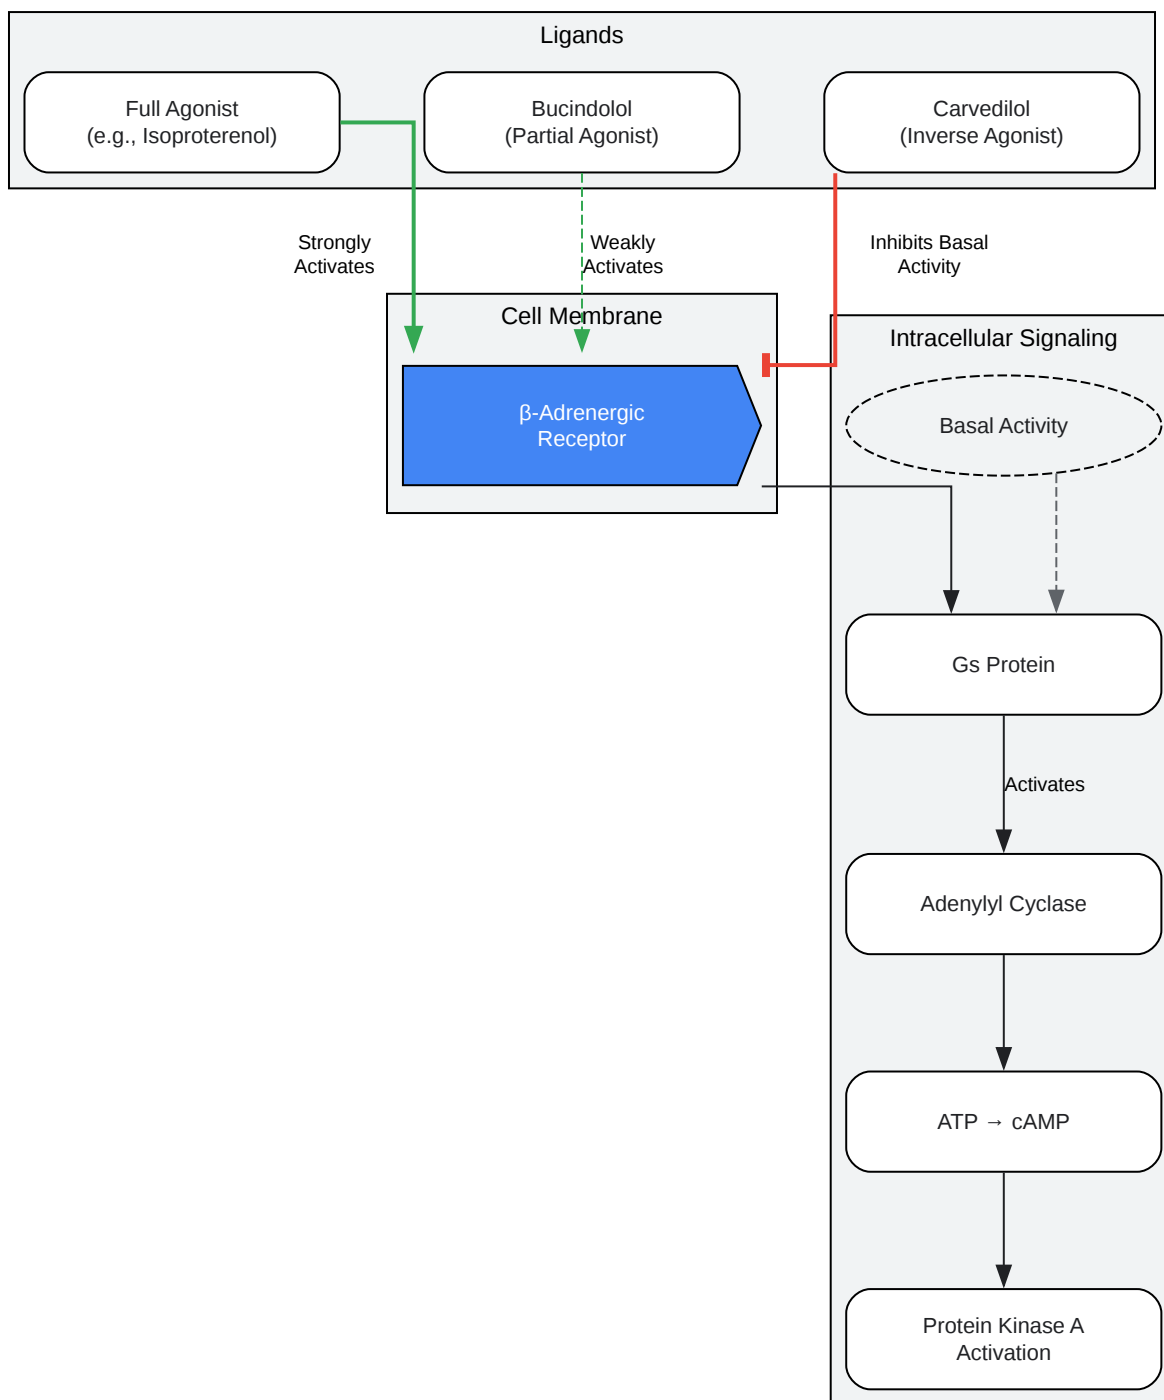 Ligands
Full Agonist
(e.g., Isoproterenol)
Bucindolol
(Partial Agonist)
Carvedilol
(Inverse Agonist)
Strongly
Activates
Weakly
Activates
Inhibits Basal
Activity
Cell Membrane
β-Adrenergic
Receptor
Intracellular Signaling
Basal Activity
Gs Protein
Activates
Adenylyl Cyclase
ATP → cAMP
Protein Kinase A
Activation